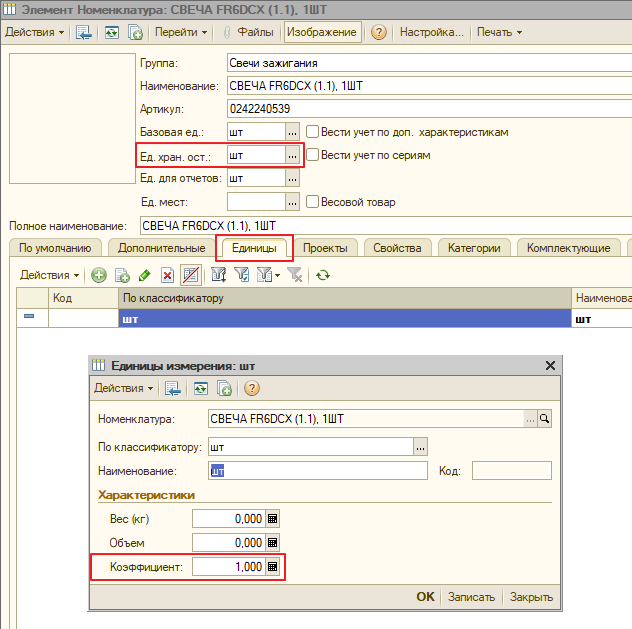 Элемент Номенклатура: СВЕЧА FR6DCX (1.1), 1ШТ
Действия Перейти Файлы Изображение ? Настройка... Печать
Группа: Свечи зажигания
Наименование: СВЕЧА FR6DCX (1.1), 1ШТ
Артикул: 0242240539
Базовая ед.: шт ... Вести учет по доп. характеристикам
Ед. хран. ост.: шт ... Вести учет по сериям
Ед. для отчетов: шт ...
Ед. мест: ... Весовой товар
Полное наименование: СВЕЧА FR6DCX (1.1), 1ШТ
По умолчанию Дополнительные Единицы Проекты Свойства Категории Комплектующие
Действия
Код По классификатору Наименова
шт шт
Единицы измерения: шт
Действия ?
Номенклатура: СВЕЧА FR6DCX (1.1), 1ШТ ...
По классификатору: шт ...
Наименование: шт Код:
Характеристики
Вес (кг) 0,000
Объем 0,000
Коэффициент: 1,000
OK Записать Закрыть